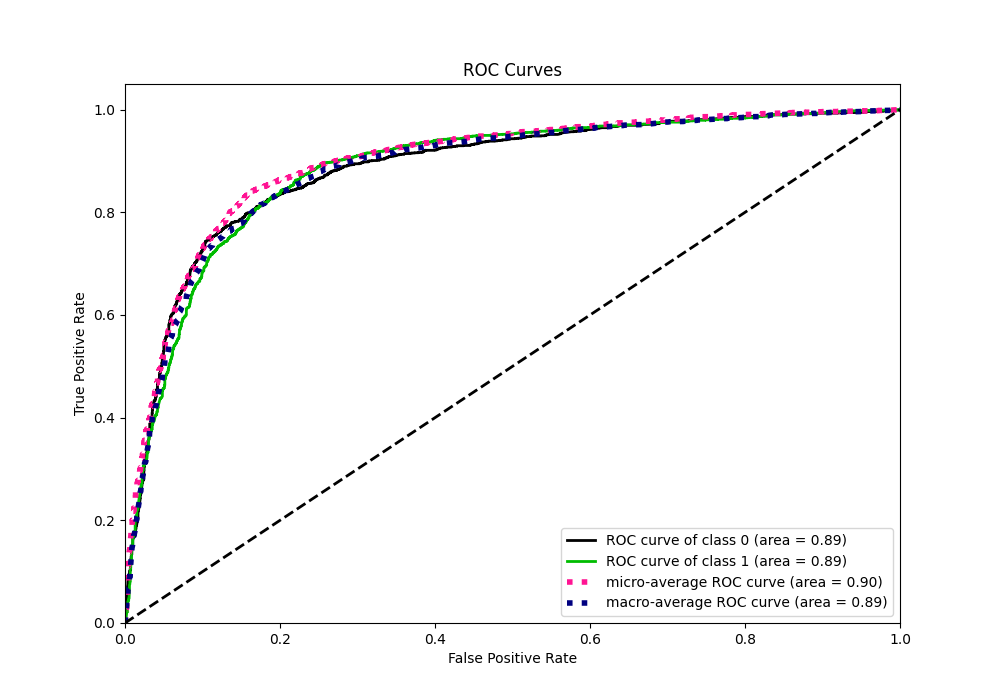 ROC Curves
True Positive Rate
1.0
0.8
0.6
0.4
0.2
0.0
0.0 0.2 0.4 0.6 0.8 1.0
False Positive Rate
ROC curve of class 0 (area = 0.89)
ROC curve of class 1 (area = 0.89)
micro-average ROC curve (area = 0.90)
macro-average ROC curve (area = 0.89)